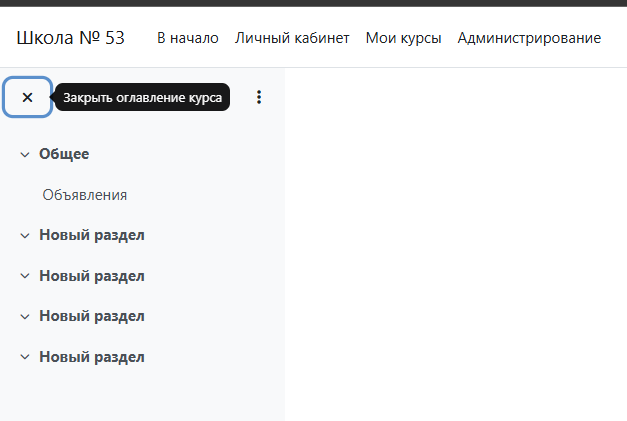 Школа № 53 В начало Личный кабинет Мои курсы Администрирование
Закрыть оглавление курса
Общее
Объявления
Новый раздел
Новый раздел
Новый раздел
Новый раздел